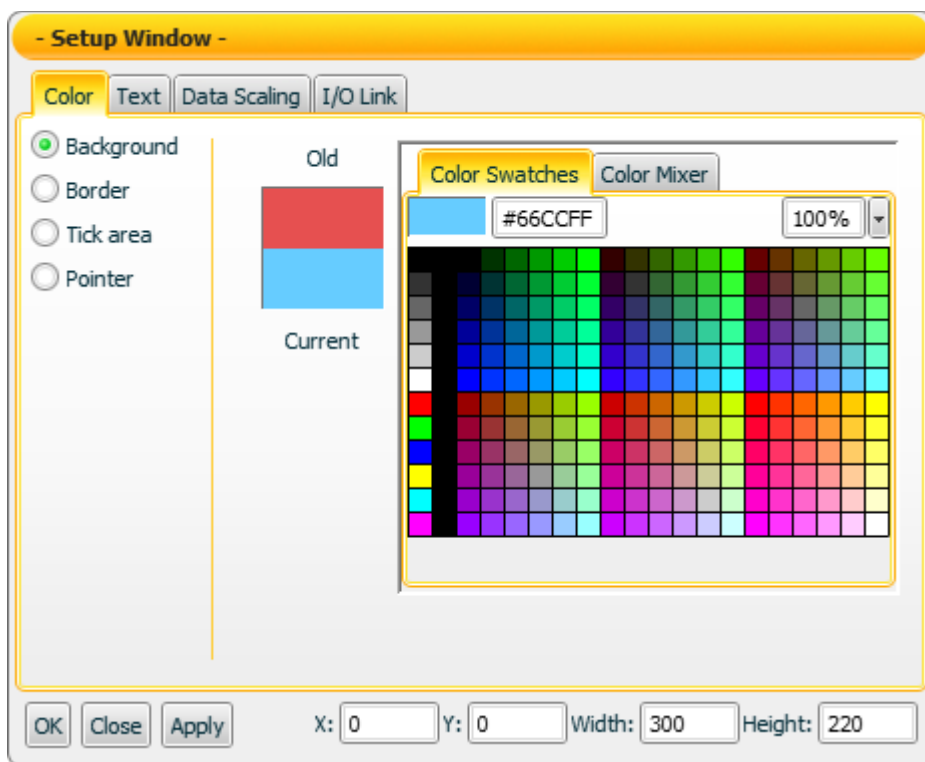 - Setup Window -
Color Text Data Scaling I/O Link
Background
Border
Tick area
Pointer
Old
Current
Color Swatches Color Mixer
#66CCFF 100%
OK Close Apply X: 0 Y: 0 Width: 300 Height: 220